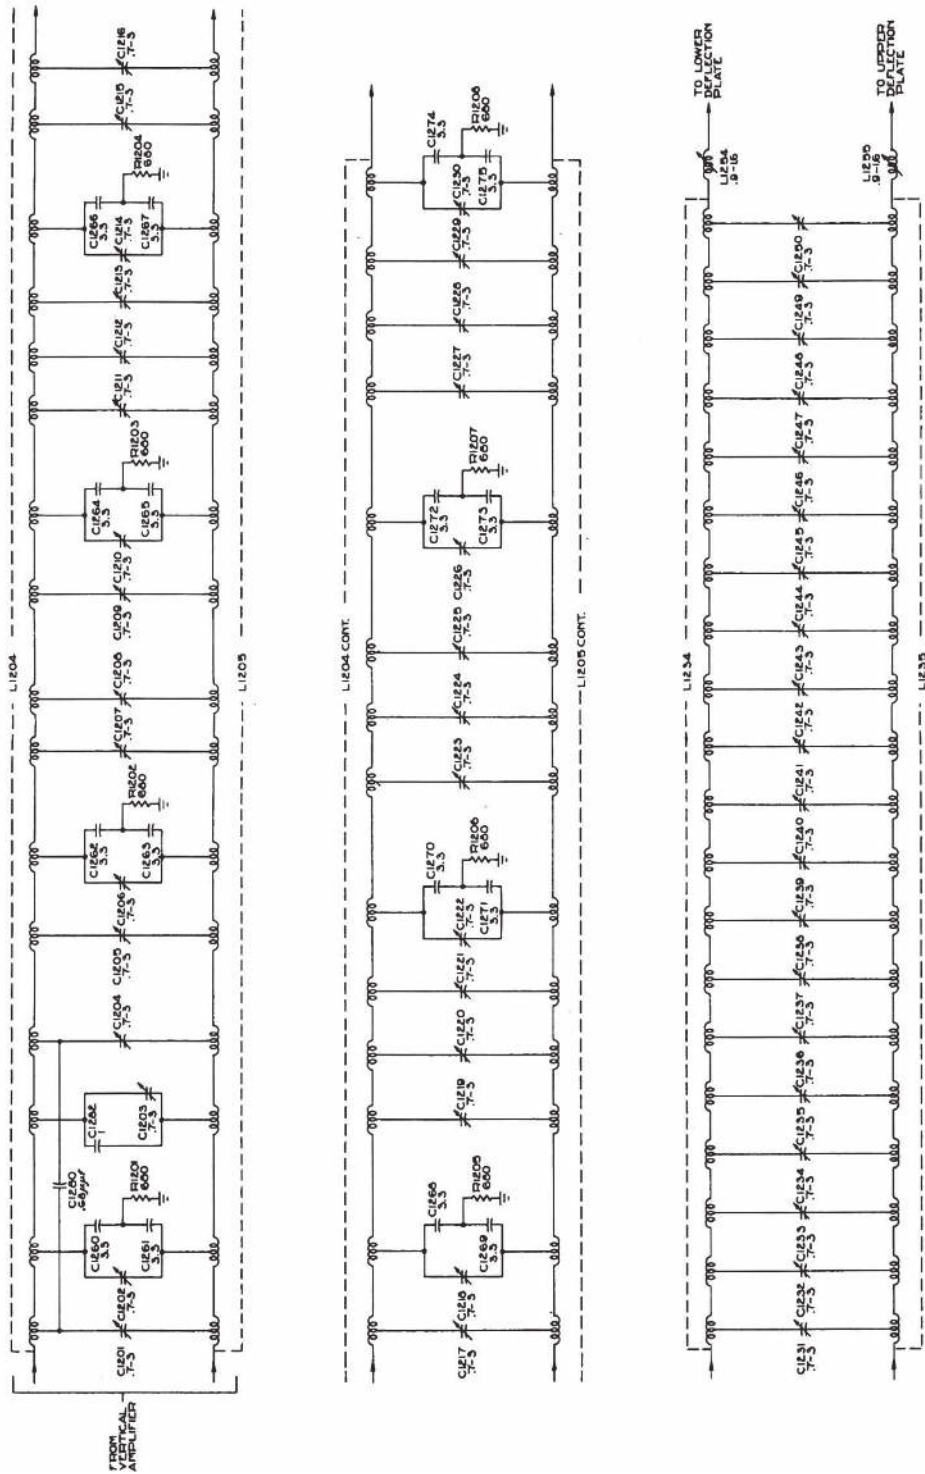 FROM
VERTICAL
AMPLIFIER
L1204
C1201
.7-3
C1202
.7-3
C1260
3.3
C1261
3.3
R1201
680
C1280
.68μμf
C1282
1
C1203
.7-3
C1204
.7-3
C1205
.7-3
C1206
.7-3
C1262
3.3
C1263
3.3
R1202
680
C1207
.7-3
C1208
.7-3
C1209
.7-3
C1210
.7-3
C1264
3.3
C1265
3.3
R1203
680
C1211
.7-3
C1212
.7-3
C1213
.7-3
C1214
.7-3
C1266
3.3
C1267
3.3
R1204
680
C1215
.7-3
C1216
.7-3
L1205
L1204 CONT.
C1217
.7-3
C1218
.7-3
C1268
3.3
C1269
3.3
R1205
680
C1219
.7-3
C1220
.7-3
C1221
.7-3
C1222
.7-3
C1270
3.3
C1271
3.3
R1206
680
C1223
.7-3
C1224
.7-3
C1225
.7-3
C1226
.7-3
C1272
3.3
C1273
3.3
R1207
680
C1227
.7-3
C1228
.7-3
C1229
.7-3
C1230
.7-3
C1274
3.3
C1275
3.3
R1208
680
L1205 CONT.
L1234
C1231
.7-3
C1232
.7-3
C1233
.7-3
C1234
.7-3
C1235
.7-3
C1236
.7-3
C1237
.7-3
C1238
.7-3
C1239
.7-3
C1240
.7-3
C1241
.7-3
C1242
.7-3
C1243
.7-3
C1244
.7-3
C1245
.7-3
C1246
.7-3
C1247
.7-3
C1248
.7-3
C1249
.7-3
C1250
.7-3
L1254
.9-1.6
TO LOWER
DEFLECTION
PLATE
L1255
.9-1.6
TO UPPER
DEFLECTION
PLATE
L1235